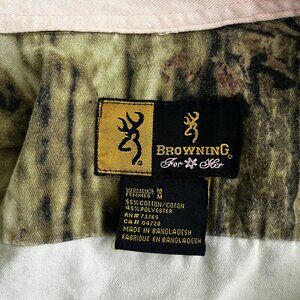 BROWNING
For Her
WOMEN'S M
FEMMES M
55% COTTON/COTON
45% POLYESTER
RN# 73765
CA# 04728
MADE IN BANGLADESH
FABRIQUÉ EN BANGLADESH